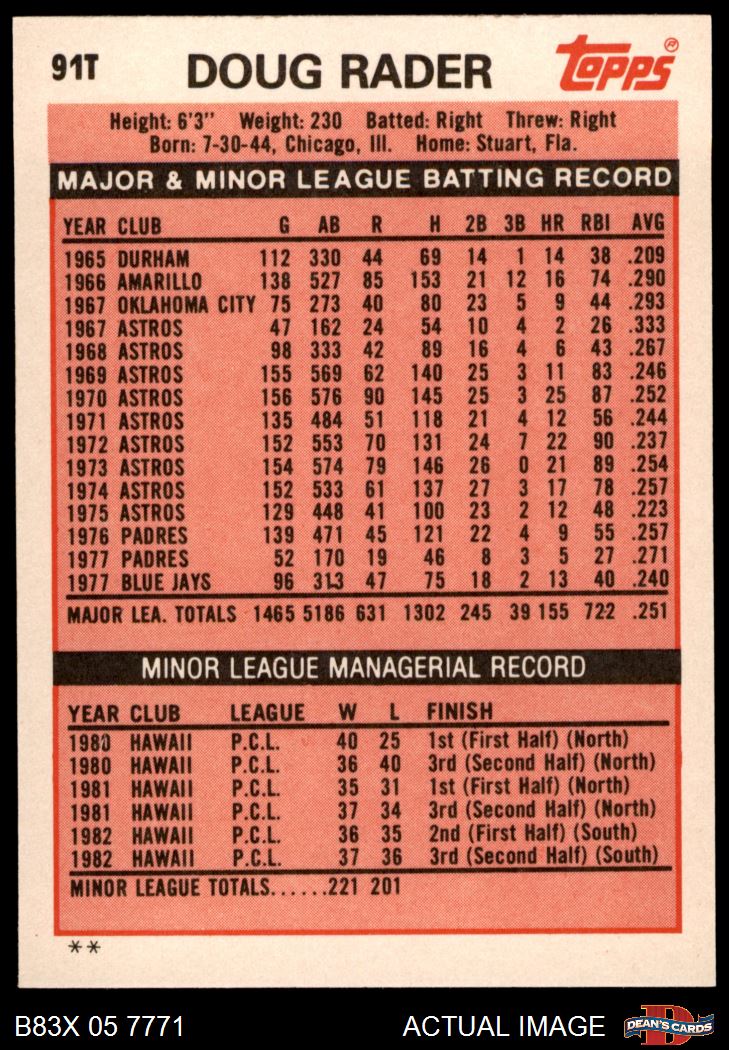 91T DOUG RADER Topps®
Height: 6'3" Weight: 230 Batted: Right Threw: Right
Born: 7-30-44, Chicago, Ill. Home: Stuart, Fla.
MAJOR & MINOR LEAGUE BATTING RECORD
YEAR CLUB G AB R H 2B 3B HR RBI AVG
1965 DURHAM 112 330 44 69 14 1 14 38 .209
1966 AMARILLO 138 527 85 153 21 12 16 74 .290
1967 OKLAHOMA CITY 75 273 40 80 23 5 9 44 .293
1967 ASTROS 47 162 24 54 10 4 2 26 .333
1968 ASTROS 98 333 42 89 16 4 6 43 .267
1969 ASTROS 155 569 62 140 25 3 11 83 .246
1970 ASTROS 156 576 90 145 25 3 25 87 .252
1971 ASTROS 135 484 51 118 21 4 12 56 .244
1972 ASTROS 152 553 70 131 24 7 22 90 .237
1973 ASTROS 154 574 79 146 26 0 21 89 .254
1974 ASTROS 152 533 61 137 27 3 17 78 .257
1975 ASTROS 129 448 41 100 23 2 12 48 .223
1976 PADRES 139 471 45 121 22 4 9 55 .257
1977 PADRES 52 170 19 46 8 3 5 27 .271
1977 BLUE JAYS 96 313 47 75 18 2 13 40 .240
MAJOR LEA. TOTALS 1465 5186 631 1302 245 39 155 722 .251
MINOR LEAGUE MANAGERIAL RECORD
YEAR CLUB LEAGUE W L FINISH
1980 HAWAII P.C.L. 40 25 1st (First Half) (North)
1980 HAWAII P.C.L. 36 40 3rd (Second Half) (North)
1981 HAWAII P.C.L. 35 31 1st (First Half) (North)
1981 HAWAII P.C.L. 37 34 3rd (Second Half) (North)
1982 HAWAII P.C.L. 36 35 2nd (First Half) (South)
1982 HAWAII P.C.L. 37 36 3rd (Second Half) (South)
MINOR LEAGUE TOTALS......221 201
**
B83X 05 7771 ACTUAL IMAGE D DEAN'S CARDS